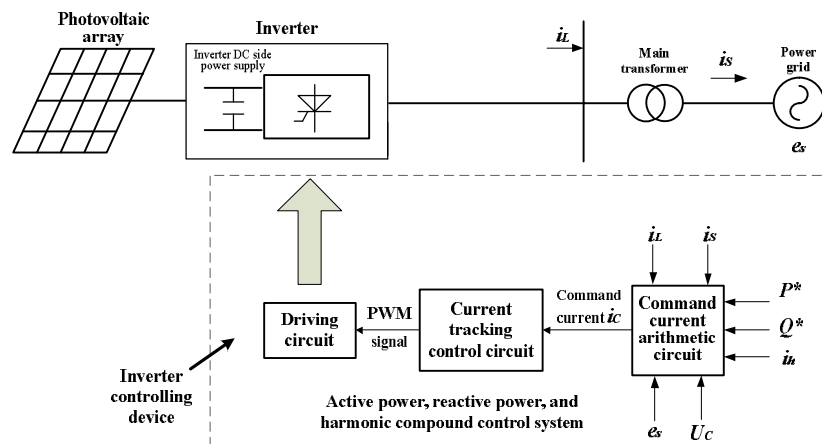 Photovoltaic
array
Inverter
Inverter DC side
power supply
iL
Main
transformer
iS
Power
grid
es
iL
iS
Driving
circuit
PWM
signal
Current
tracking
control circuit
Command
current iC
Command
current
arithmetic
circuit
P*
Q*
ih
es
UC
Inverter
controlling
device
Active power, reactive power, and
harmonic compound control system